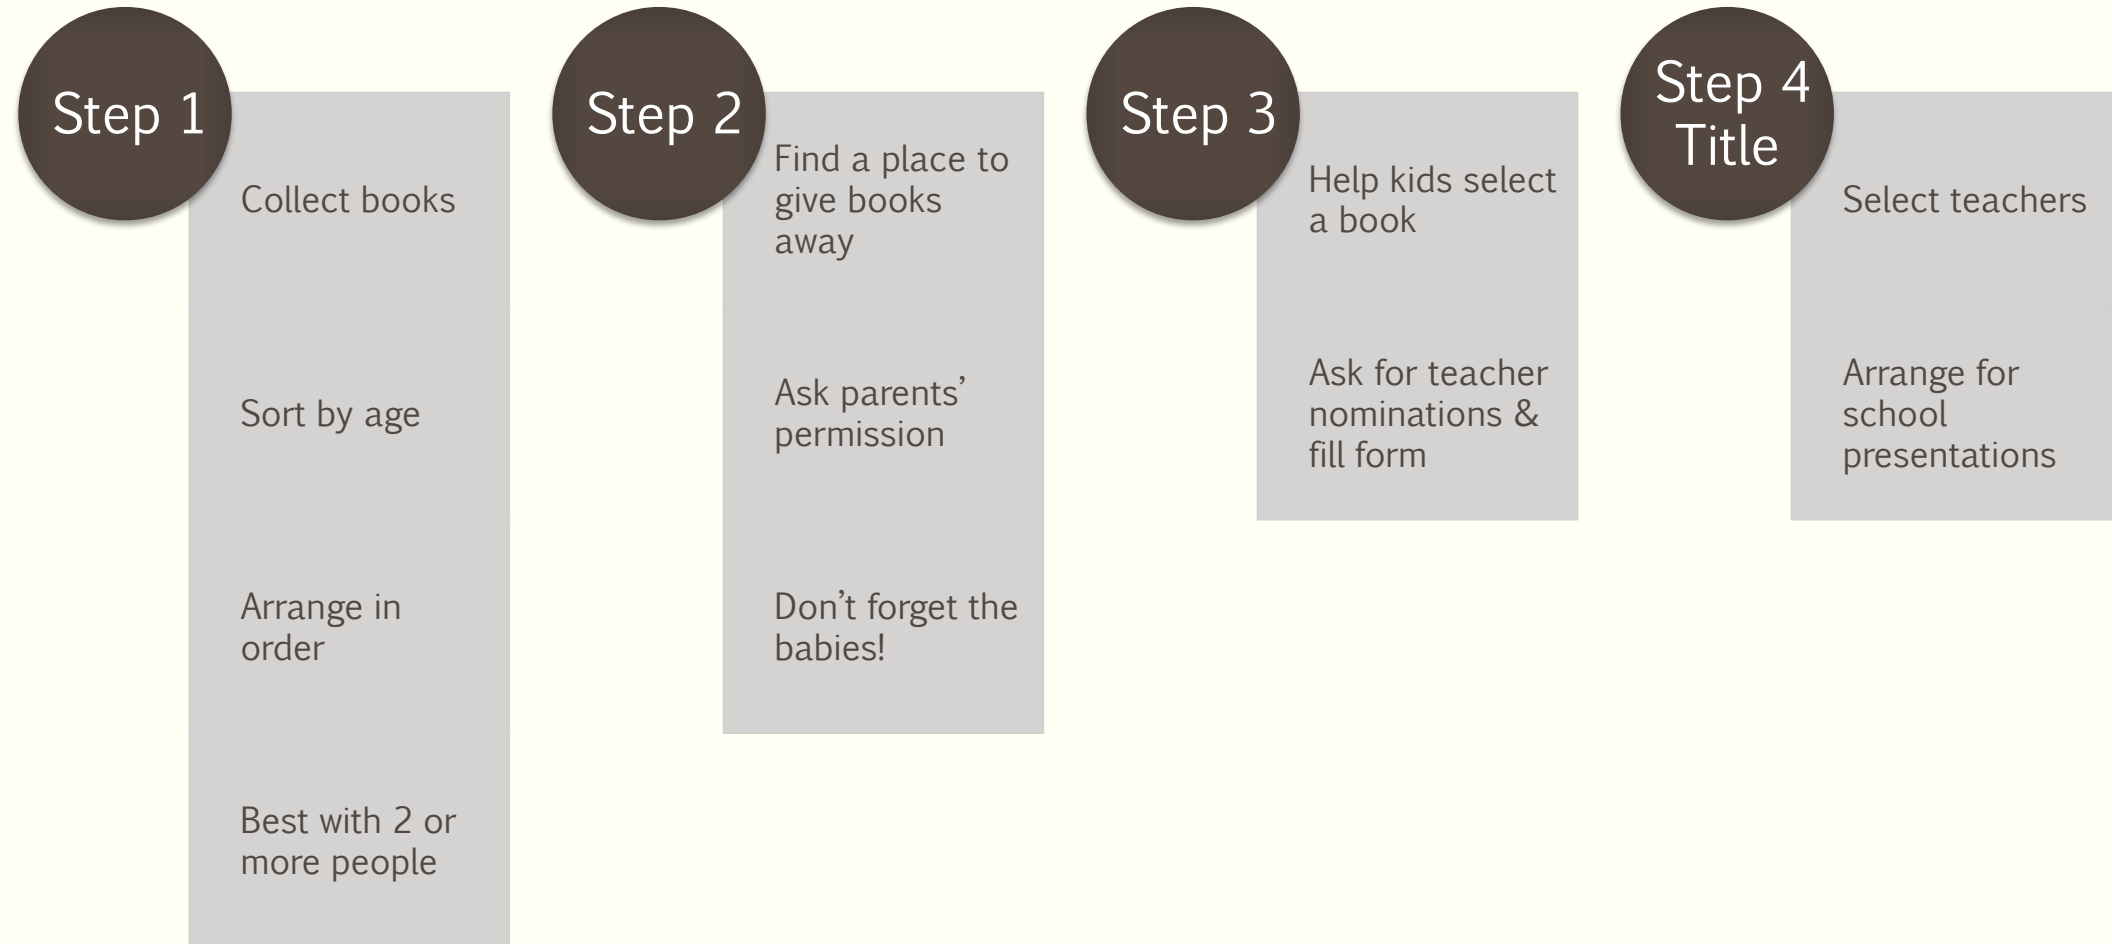 Step 1
Collect books
Sort by age
Arrange in
order
Best with 2 or
more people
Step 2
Find a place to
give books
away
Ask parents’
permission
Don’t forget the
babies!
Step 3
Help kids select
a book
Ask for teacher
nominations &
fill form
Step 4
Title
Select teachers
Arrange for
school
presentations